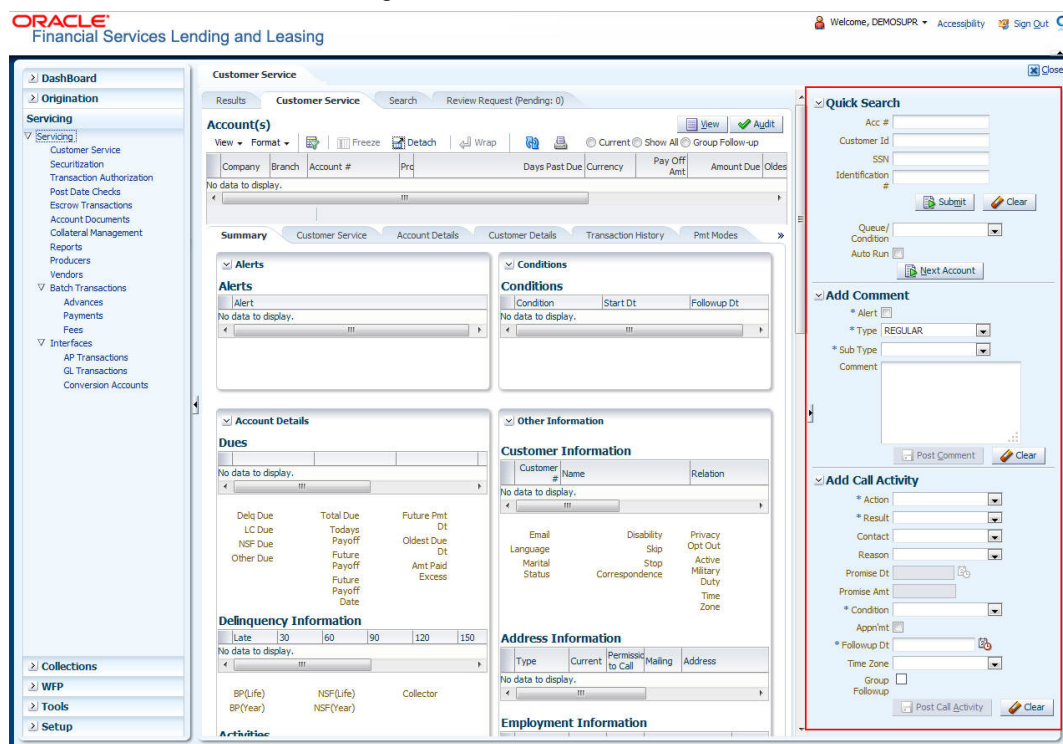 ORACLE
Financial Services Lending and Leasing
Welcome, DEMOSUPR
Accessibility
Sign Out
Close
DashBoard
Origination
Servicing
Servicing
Customer Service
Securitization
Transaction Authorization
Post Date Checks
Escrow Transactions
Account Documents
Collateral Management
Reports
Producers
Vendors
Batch Transactions
Advances
Payments
Fees
Interfaces
AP Transactions
GL Transactions
Conversion Accounts
Collections
WFP
Tools
Setup
Customer Service
Results Customer Service Search Review Request (Pending: 0)
Account(s)
View Audit
View Format Freeze Detach Wrap Current Show All Group Follow-up
Company Branch Account # Pro Days Past Due Currency Pay Off Amt Amount Due Oldes
No data to display.
Summary Customer Service Account Details Customer Details Transaction History Pmt Modes »
Alerts
Alerts
Alert
No data to display.
Conditions
Conditions
Condition Start Dt Followup Dt
No data to display.
Account Details
Dues
No data to display.
Delq Due
LC Due
NSF Due
Other Due
Total Due
Todays Payoff
Future Payoff
Future Payoff Date
Future Pmt Dt
Oldest Due Dt
Amt Paid Excess
Delinquency Information
Late 30 60 90 120 150
No data to display.
BP(Life) NSF(Life) Collector
BP(Year) NSF(Year)
Activities
Other Information
Customer Information
Customer # Name Relation
No data to display.
Email
Language
Marital Status
Disability
Skip
Stop Correspondence
Privacy Opt Out
Active Military Duty
Time Zone
Address Information
Type Current Permissio to Call Mailing Address
No data to display.
Employment Information
Quick Search
Acc #
Customer Id
SSN
Identification #
Submit Clear
Queue/ Condition
Auto Run
Next Account
Add Comment
* Alert
* Type REGULAR
* Sub Type
Comment
Post Comment Clear
Add Call Activity
* Action
* Result
Contact
Reason
Promise Dt
Promise Amt
* Condition
Appn'mt
* Followup Dt
Time Zone
Group Followup
Post Call Activity Clear